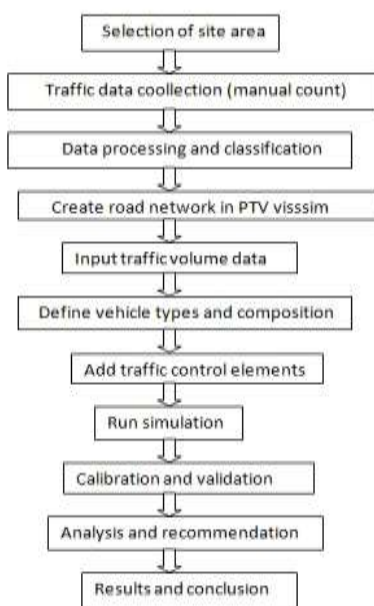 Selection of site area
Traffic data coollection (manual count)
Data processing and classification
Create road network in PTV visssim
Input traffic volume data
Define vehicle types and composition
Add traffic control elements
Run simulation
Calibration and validation
Analysis and recommendation
Results and conclusion